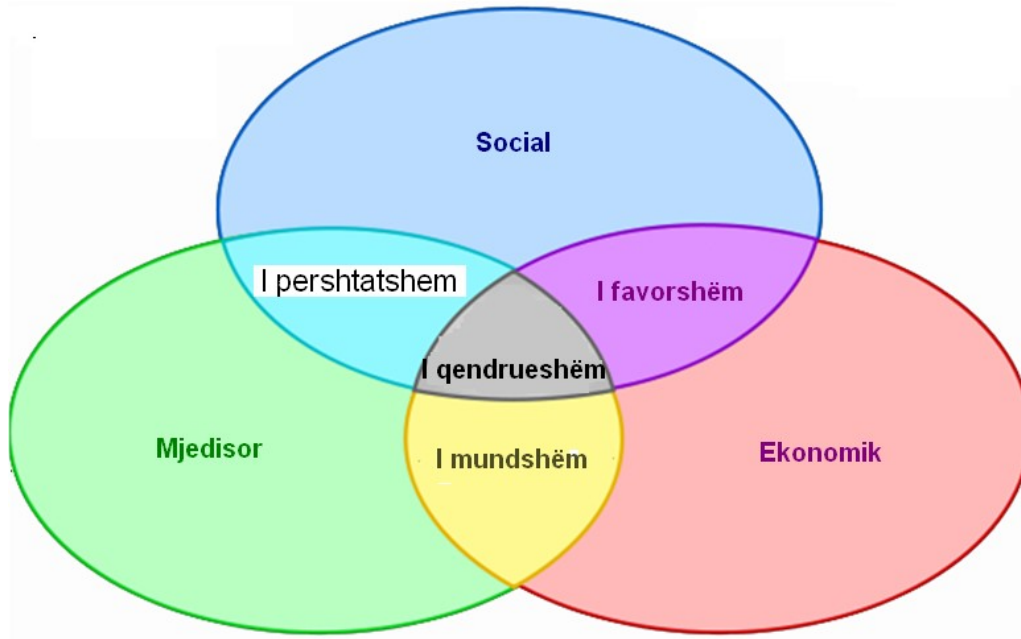 Social
I pershtatshem
I favorshëm
I qendrueshëm
Mjedisor
I mundshëm
Ekonomik